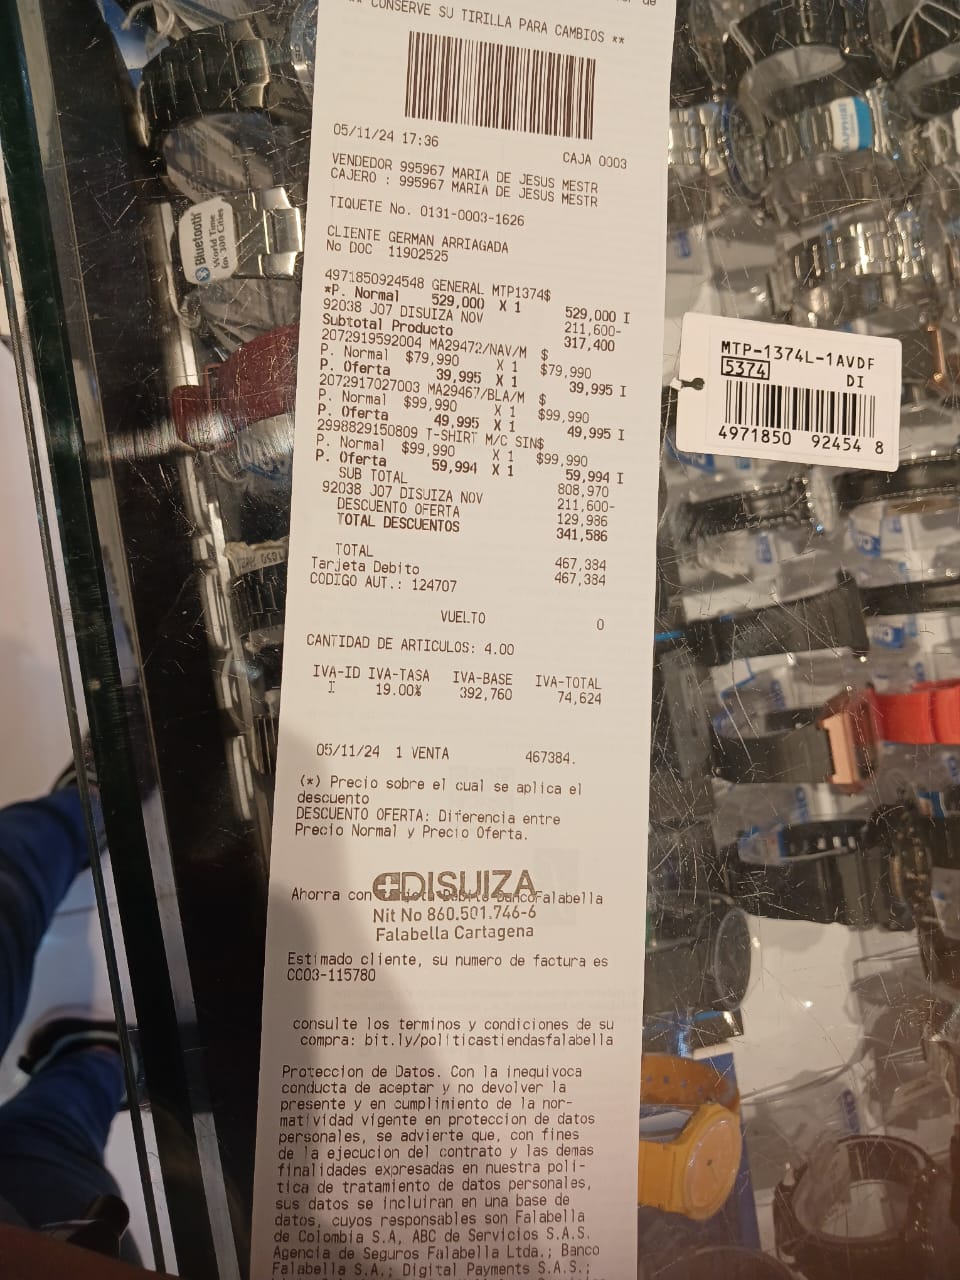 ** CONSERVE SU TIRILLA PARA CAMBIOS **
05/11/24 17:36 CAJA 0003
VENDEDOR 995967 MARIA DE JESUS MESTR
CAJERO : 995967 MARIA DE JESUS MESTR
TIQUETE No. 0131-0003-1626
CLIENTE GERMAN ARRIAGADA
No DOC 11902525
4971850924548 GENERAL MTP1374$
*P. Normal 529,000 X 1 529,000 I
92038 J07 DISUIZA NOV 211,600-
Subtotal Producto 317,400
2072919592004 MA29472/NAV/M $
P. Normal $79,990 X 1 $79,990
P. Oferta 39,995 X 1 39,995 I
2072917027003 MA29467/BLA/M $
P. Normal $99,990 X 1 $99,990
P. Oferta 49,995 X 1 49,995 I
2998829150809 T-SHIRT M/C SIN$
P. Normal $99,990 X 1 $99,990
P. Oferta 59,994 X 1 59,994 I
SUB TOTAL 808,970
92038 J07 DISUIZA NOV 211,600-
DESCUENTO OFERTA 129,986
TOTAL DESCUENTOS 341,586
TOTAL 467,384
Tarjeta Debito 467,384
CODIGO AUT.: 124707
VUELTO 0
CANTIDAD DE ARTICULOS: 4.00
IVA-ID IVA-TASA IVA-BASE IVA-TOTAL
I 19.00% 392,760 74,624
05/11/24 1 VENTA 467384.
(*) Precio sobre el cual se aplica el
descuento
DESCUENTO OFERTA: Diferencia entre
Precio Normal y Precio Oferta.
DISUIZA
Ahorra con Tarjeta Debito BancoFalabella
Nit No 860.501.746-6
Falabella Cartagena
Estimado cliente, su numero de factura es
CC03-115780
consulte los terminos y condiciones de su
compra: bit.ly/politicastiendasfalabella
Proteccion de Datos. Con la inequivoca
conducta de aceptar y no devolver la
presente y en cumplimiento de la nor-
matividad vigente en proteccion de datos
personales, se advierte que, con fines
de la ejecucion del contrato y las demas
finalidades expresadas en nuestra poli-
tica de tratamiento de datos personales,
sus datos se incluiran en una base de
datos, cuyos responsables son Falabella
de Colombia S.A, ABC de Servicios S.A.S.
Agencia de Seguros Falabella Ltda.; Banco
Falabella S.A.; Digital Payments S.A.S.;
MTP-1374L-1AVDF
5374 DI
4971850 92454 8
Bluetooth
World Time
for 300 Cities
SAPPHIRE